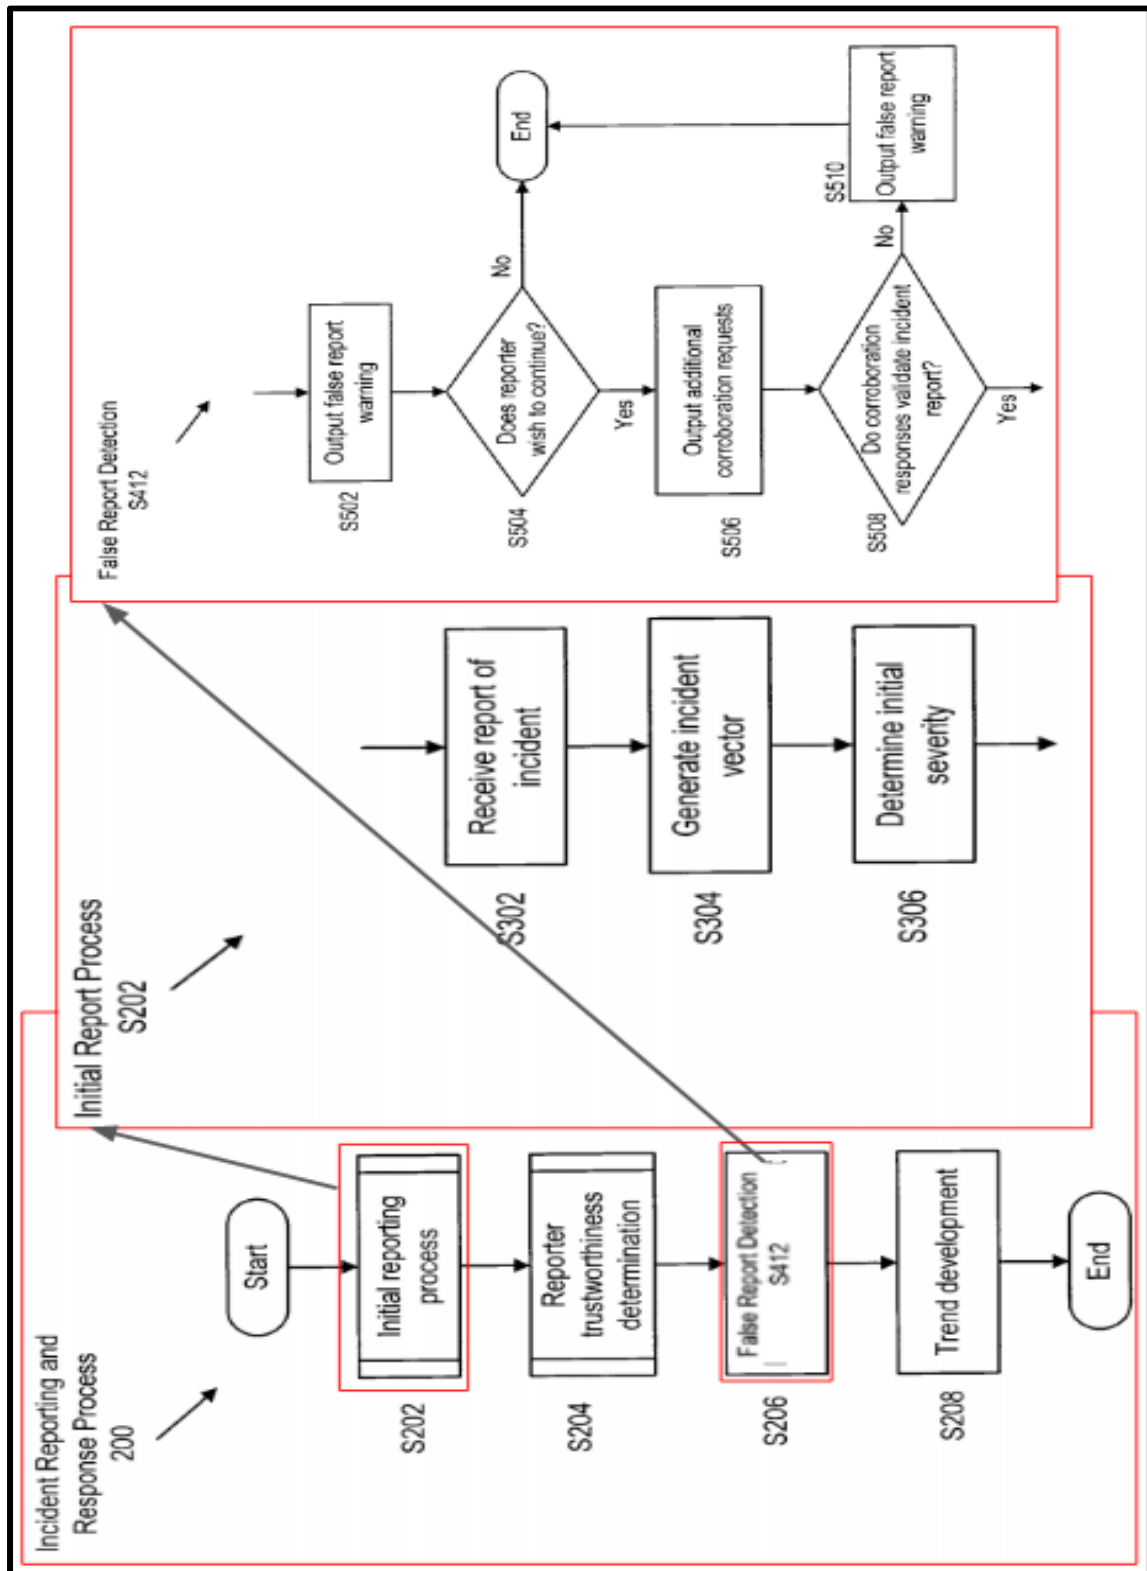 Incident Reporting and
Response Process
200
Start
Initial reporting
process
S202
Reporter
trustworthiness
determination
S204
False Report Detection
S412
S206
Trend development
S208
End
Initial Report Process
S202
Receive report of
incident
S302
Generate incident
vector
S304
Determine initial
severity
S306
False Report Detection
S412
Output false report
warning
S502
Does reporter
wish to continue?
S504
No
End
Yes
Output additional
corroboration requests
S506
Do corroboration
responses validate incident
report?
S508
No
Output false report
warning
S510
Yes